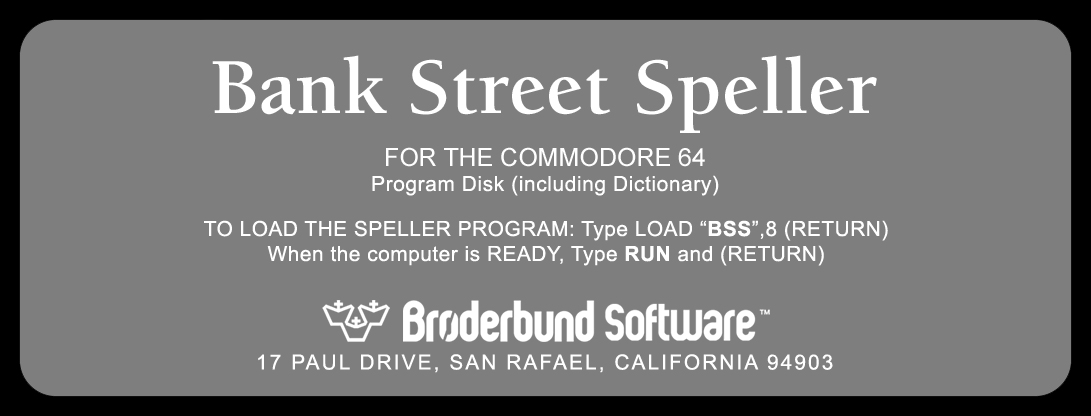 Bank Street Speller
FOR THE COMMODORE 64
Program Disk (including Dictionary)
TO LOAD THE SPELLER PROGRAM: Type LOAD “BSS”,8 (RETURN)
When the computer is READY, Type RUN and (RETURN)
Brøderbund Software™
17 PAUL DRIVE, SAN RAFAEL, CALIFORNIA 94903